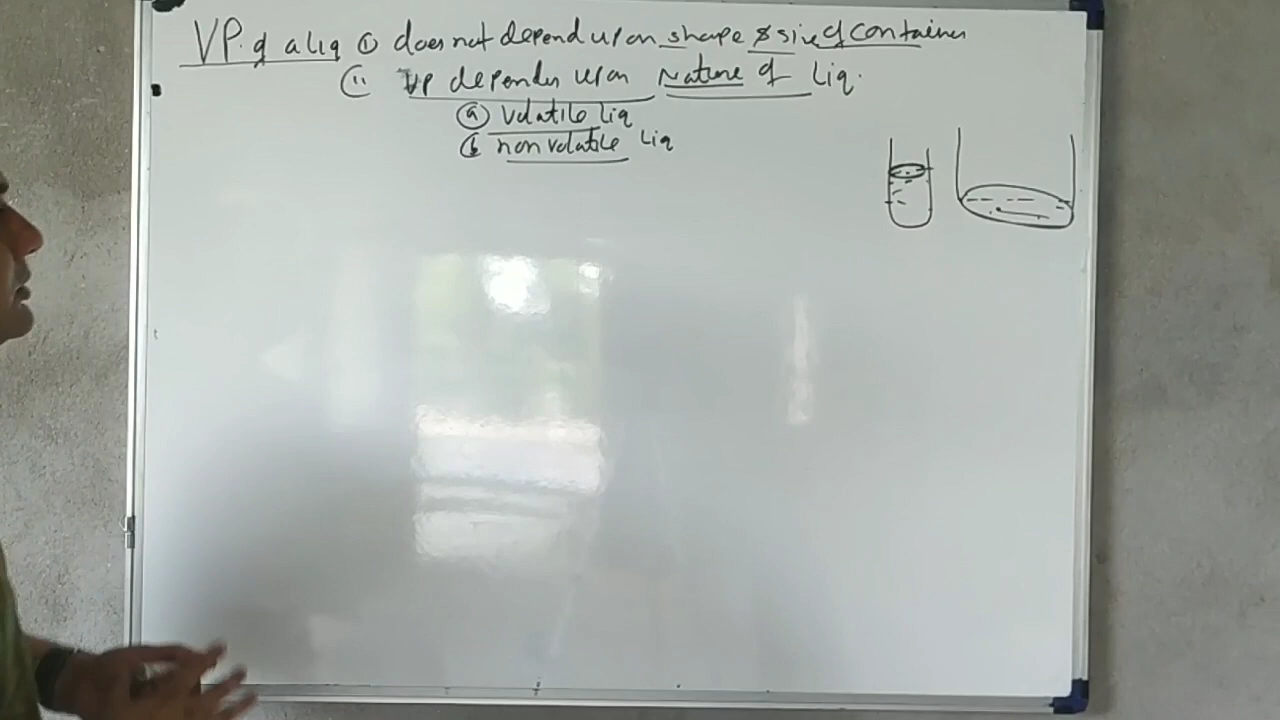 VP. of a liq ① does not depend upon shape & size of container
(ii VP depends upon Nature of Liq.
ⓐ Volatile liq
(b non volatile Liq